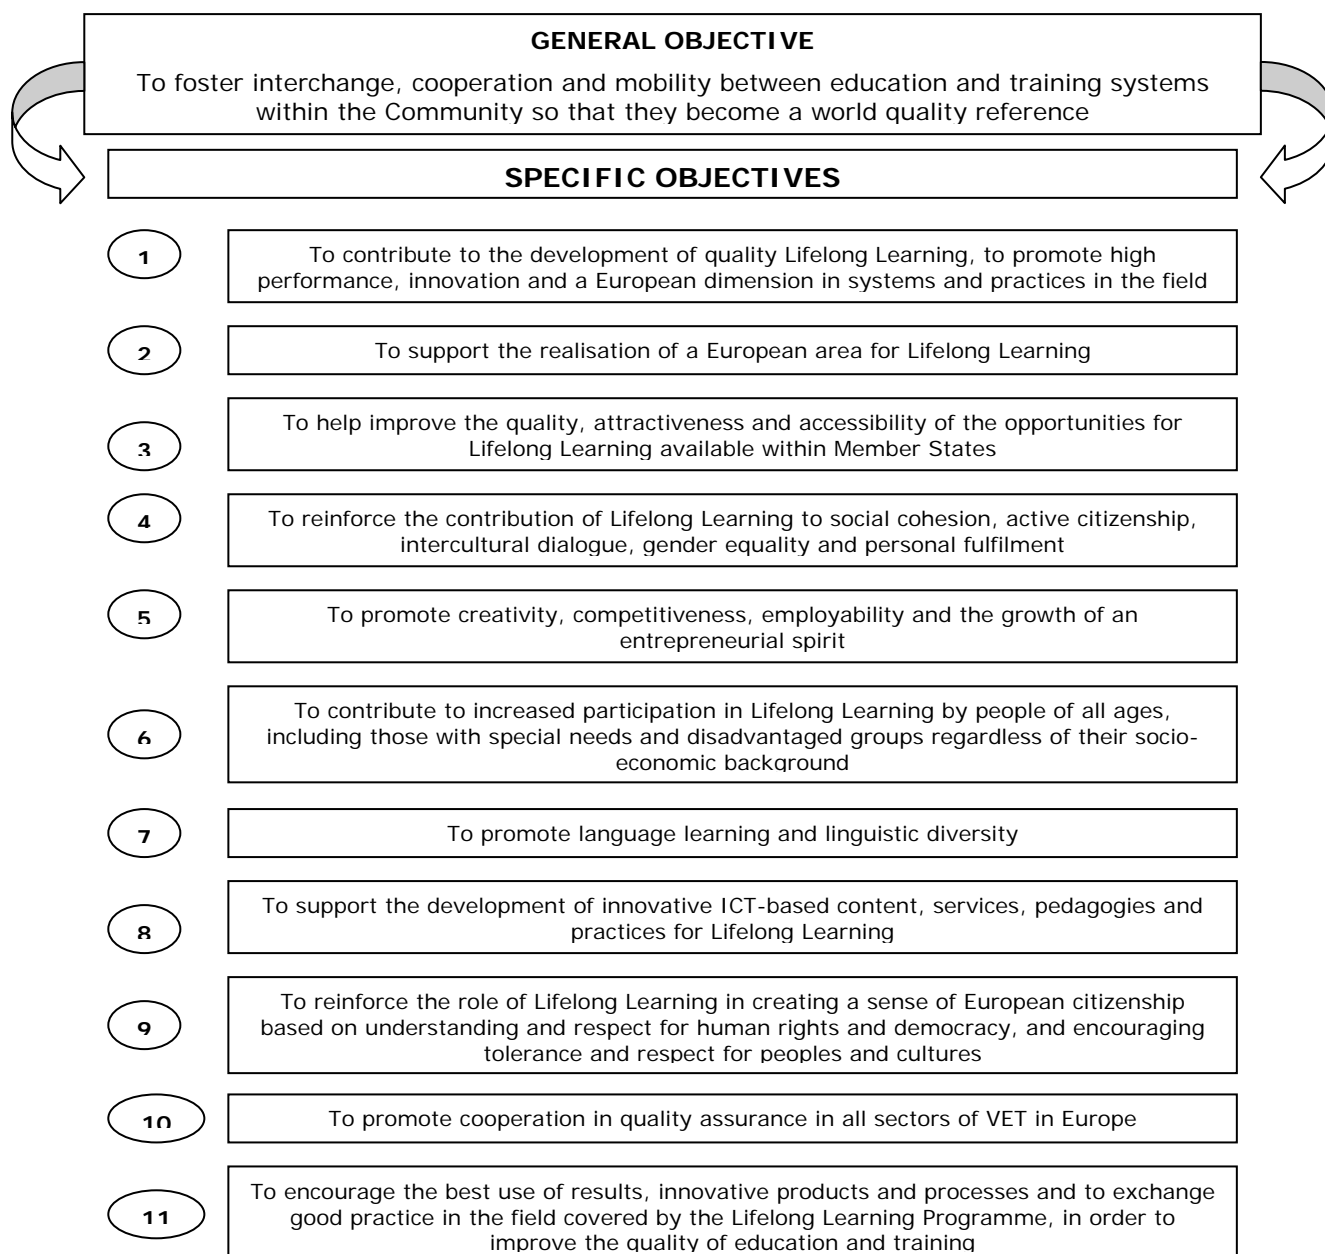 GENERAL OBJECTIVE
To foster interchange, cooperation and mobility between education and training systems
within the Community so that they become a world quality reference
SPECIFIC OBJECTIVES
1
To contribute to the development of quality Lifelong Learning, to promote high
performance, innovation and a European dimension in systems and practices in the field
2
To support the realisation of a European area for Lifelong Learning
3
To help improve the quality, attractiveness and accessibility of the opportunities for
Lifelong Learning available within Member States
4
To reinforce the contribution of Lifelong Learning to social cohesion, active citizenship,
intercultural dialogue, gender equality and personal fulfilment
5
To promote creativity, competitiveness, employability and the growth of an
entrepreneurial spirit
6
To contribute to increased participation in Lifelong Learning by people of all ages,
including those with special needs and disadvantaged groups regardless of their socio-
economic background
7
To promote language learning and linguistic diversity
8
To support the development of innovative ICT-based content, services, pedagogies and
practices for Lifelong Learning
9
To reinforce the role of Lifelong Learning in creating a sense of European citizenship
based on understanding and respect for human rights and democracy, and encouraging
tolerance and respect for peoples and cultures
10
To promote cooperation in quality assurance in all sectors of VET in Europe
11
To encourage the best use of results, innovative products and processes and to exchange
good practice in the field covered by the Lifelong Learning Programme, in order to
improve the quality of education and training